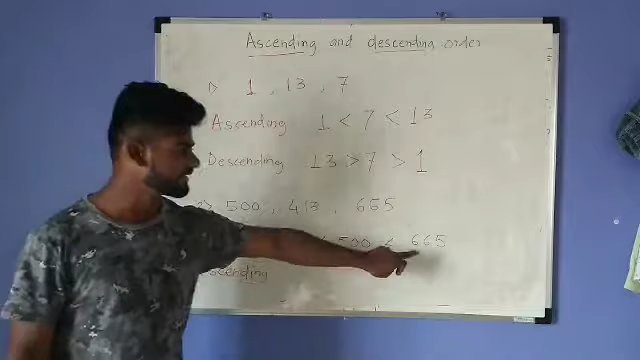 Ascending and descending order
1> 1 , 13 , 7
Ascending 1 < 7 < 13
Descending 13 > 7 > 1
500 , 413 , 665
500 < 665